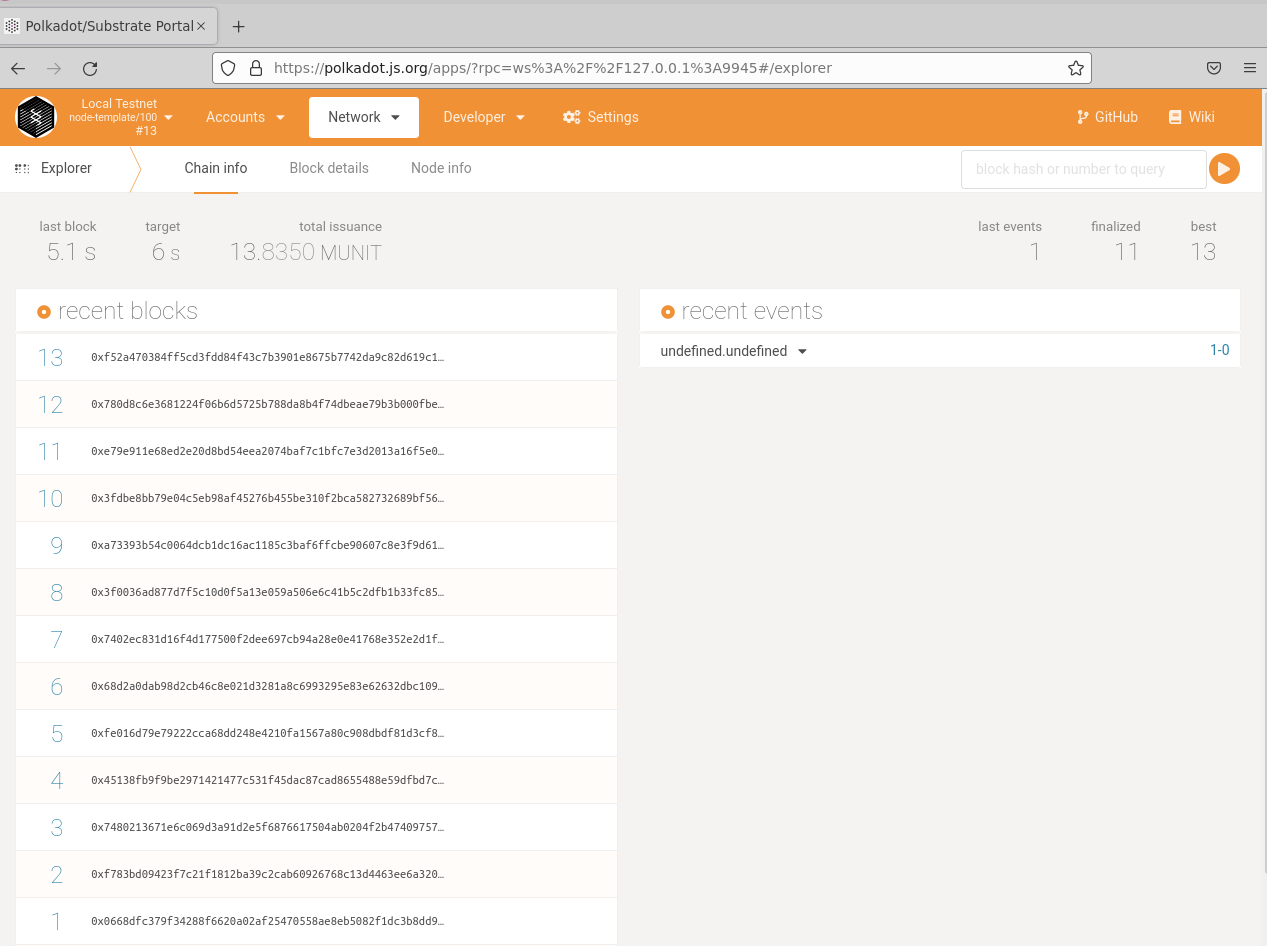 Polkadot/Substrate Portal
https://polkadot.js.org/apps/?rpc=ws%3A%2F%2F127.0.0.1%3A9945#/explorer
Local Testnet
node-template/100
#13
Accounts
Network
Developer
Settings
GitHub
Wiki
Explorer
Chain info
Block details
Node info
block hash or number to query
last block
5.1 s
target
6 s
total issuance
13.8350 MUNIT
last events
1
finalized
11
best
13
recent blocks
13 0xf52a470384ff5cd3fdd84f43c7b3901e8675b7742da9c82d619c1…
12 0x780d8c6e3681224f06b6d5725b788da8b4f74dbeae79b3b000fbe…
11 0xe79e911e68ed2e20d8bd54eea2074baf7c1bfc7e3d2013a16f5e0…
10 0x3fdbe8bb79e04c5eb98af45276b455be310f2bca582732689bf56…
9 0xa73393b54c0064dcb1dc16ac1185c3baf6ffcbe90607c8e3f9d61…
8 0x3f0036ad877d7f5c10d0f5a13e059a506e6c41b5c2dfb1b33fc85…
7 0x7402ec831d16f4d177500f2dee697cb94a28e0e41768e352e2d1f…
6 0x68d2a0dab98d2cb46c8e021d3281a8c6993295e83e62632dbc109…
5 0xfe016d79e79222cca68dd248e4210fa1567a80c908dbdf81d3cf8…
4 0x45138fb9f9be2971421477c531f45dac87cad8655488e59dfbd7c…
3 0x7480213671e6c069d3a91d2e5f6876617504ab0204f2b47409757…
2 0xf783bd09423f7c21f1812ba39c2cab60926768c13d4463ee6a320…
1 0x0668dfc379f34288f6620a02af25470558ae8eb5082f1dc3b8dd9…
recent events
undefined.undefined
1-0